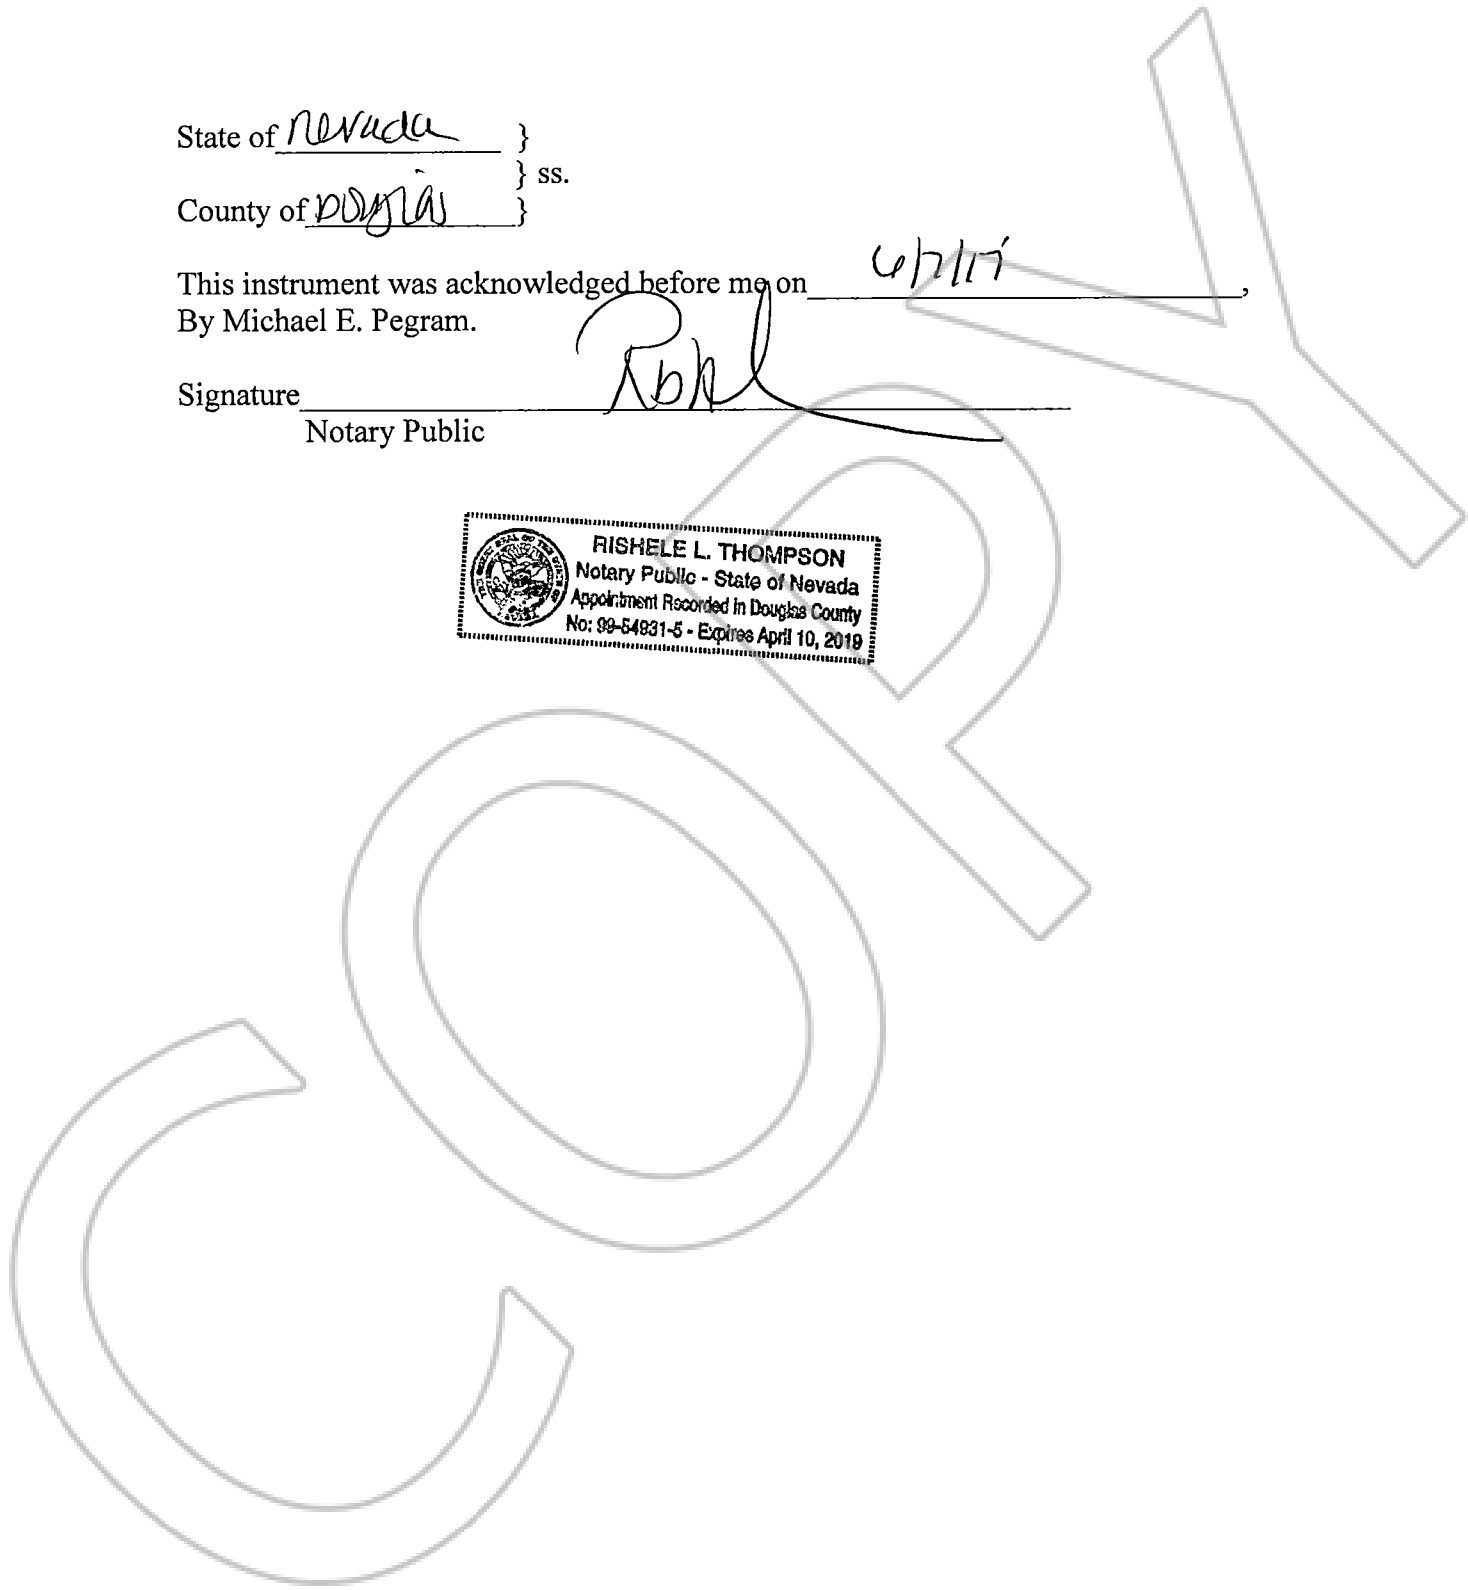 State of Nevada }
} ss.
County of Douglas }
This instrument was acknowledged before me on 6/7/17,
By Michael E. Pegram.
Signature
Notary Public
RISHELE L. THOMPSON
Notary Public - State of Nevada
Appointment Recorded in Douglas County
No: 99-54931-5 - Expires April 10, 2019
COPY